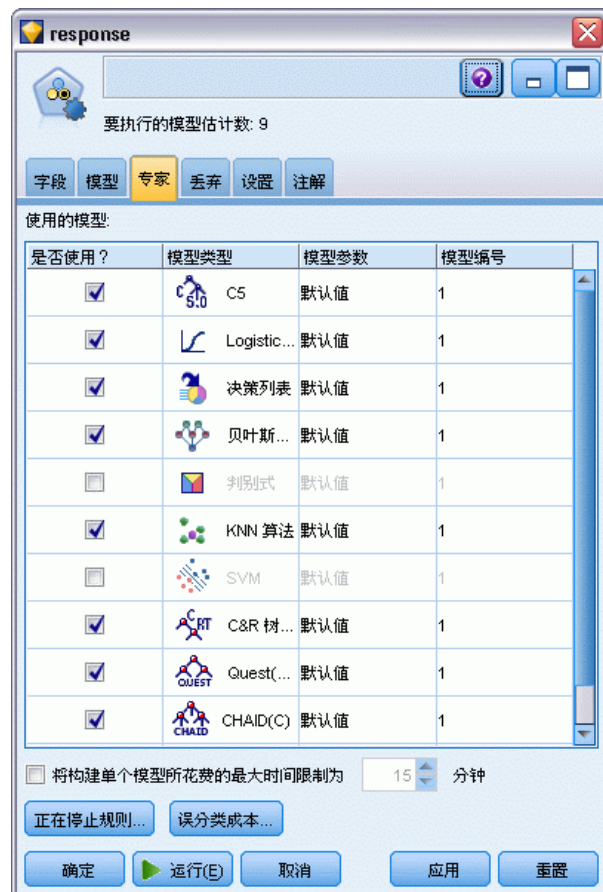 response
要执行的模型估计数: 9
字段 模型 专家 丢弃 设置 注解
使用的模型:
是否使用？ 模型类型 模型参数 模型编号
C5.0 C5 默认值 1
Logistic... 默认值 1
决策列表 默认值 1
贝叶斯... 默认值 1
判别式 默认值 1
KNN 算法 默认值 1
SVM 默认值 1
C&RT C&R 树... 默认值 1
QUEST Quest(... 默认值 1
CHAID CHAID(C) 默认值 1
将构建单个模型所花费的最大时间限制为 15 分钟
正在停止规则... 误分类成本...
确定 运行(E) 取消 应用 重置